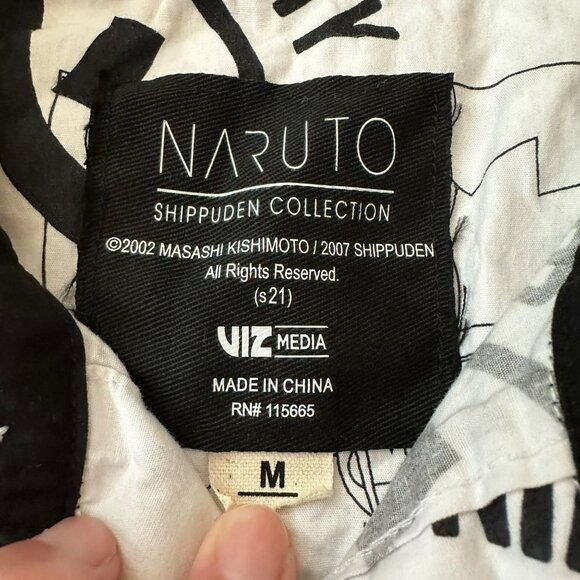 NARUTO
SHIPPUDEN COLLECTION
©2002 MASASHI KISHIMOTO / 2007 SHIPPUDEN
All Rights Reserved.
(s21)
VIZ MEDIA
MADE IN CHINA
RN# 115665
M